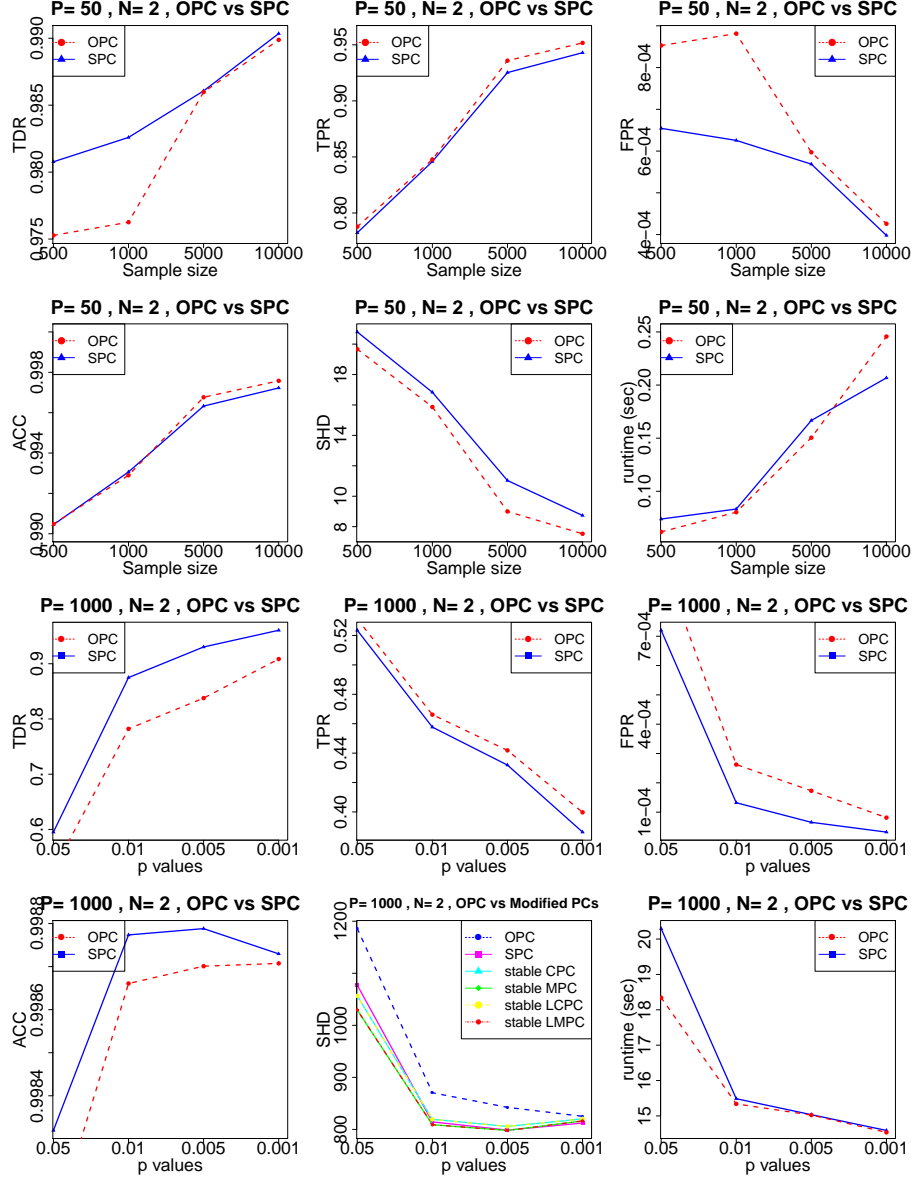 P= 50 , N= 2 , OPC vs SPC
OPC
SPC
TDR
0.975 0.980 0.985 0.990
500 1000 5000 10000
Sample size
P= 50 , N= 2 , OPC vs SPC
OPC
SPC
TPR
0.80 0.85 0.90 0.95
500 1000 5000 10000
Sample size
P= 50 , N= 2 , OPC vs SPC
OPC
SPC
FPR
4e−04 6e−04 8e−04
500 1000 5000 10000
Sample size
P= 50 , N= 2 , OPC vs SPC
OPC
SPC
ACC
0.990 0.994 0.998
500 1000 5000 10000
Sample size
P= 50 , N= 2 , OPC vs SPC
OPC
SPC
SHD
8 10 14 18
500 1000 5000 10000
Sample size
P= 50 , N= 2 , OPC vs SPC
OPC
SPC
runtime (sec)
0.10 0.15 0.20 0.25
500 1000 5000 10000
Sample size
P= 1000 , N= 2 , OPC vs SPC
OPC
SPC
TDR
0.6 0.7 0.8 0.9
0.05 0.01 0.005 0.001
p values
P= 1000 , N= 2 , OPC vs SPC
OPC
SPC
TPR
0.40 0.44 0.48 0.52
0.05 0.01 0.005 0.001
p values
P= 1000 , N= 2 , OPC vs SPC
OPC
SPC
FPR
1e−04 4e−04 7e−04
0.05 0.01 0.005 0.001
p values
P= 1000 , N= 2 , OPC vs SPC
OPC
SPC
ACC
0.9984 0.9986 0.9988
0.05 0.01 0.005 0.001
p values
P= 1000 , N= 2 , OPC vs Modified PCs
OPC
SPC
stable CPC
stable MPC
stable LCPC
stable LMPC
SHD
800 900 1000 1200
0.05 0.01 0.005 0.001
p values
P= 1000 , N= 2 , OPC vs SPC
OPC
SPC
runtime (sec)
15 16 17 18 19 20
0.05 0.01 0.005 0.001
p values